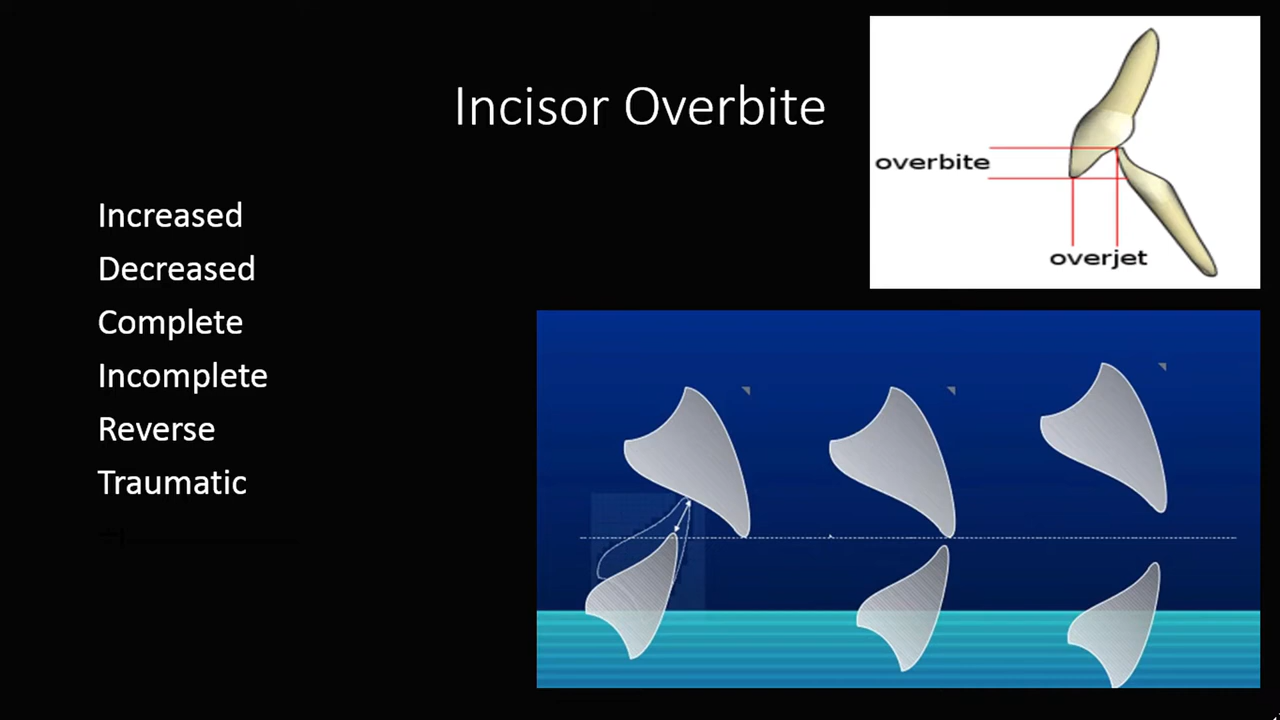 Incisor Overbite
Increased
Decreased
Complete
Incomplete
Reverse
Traumatic
overbite
overjet